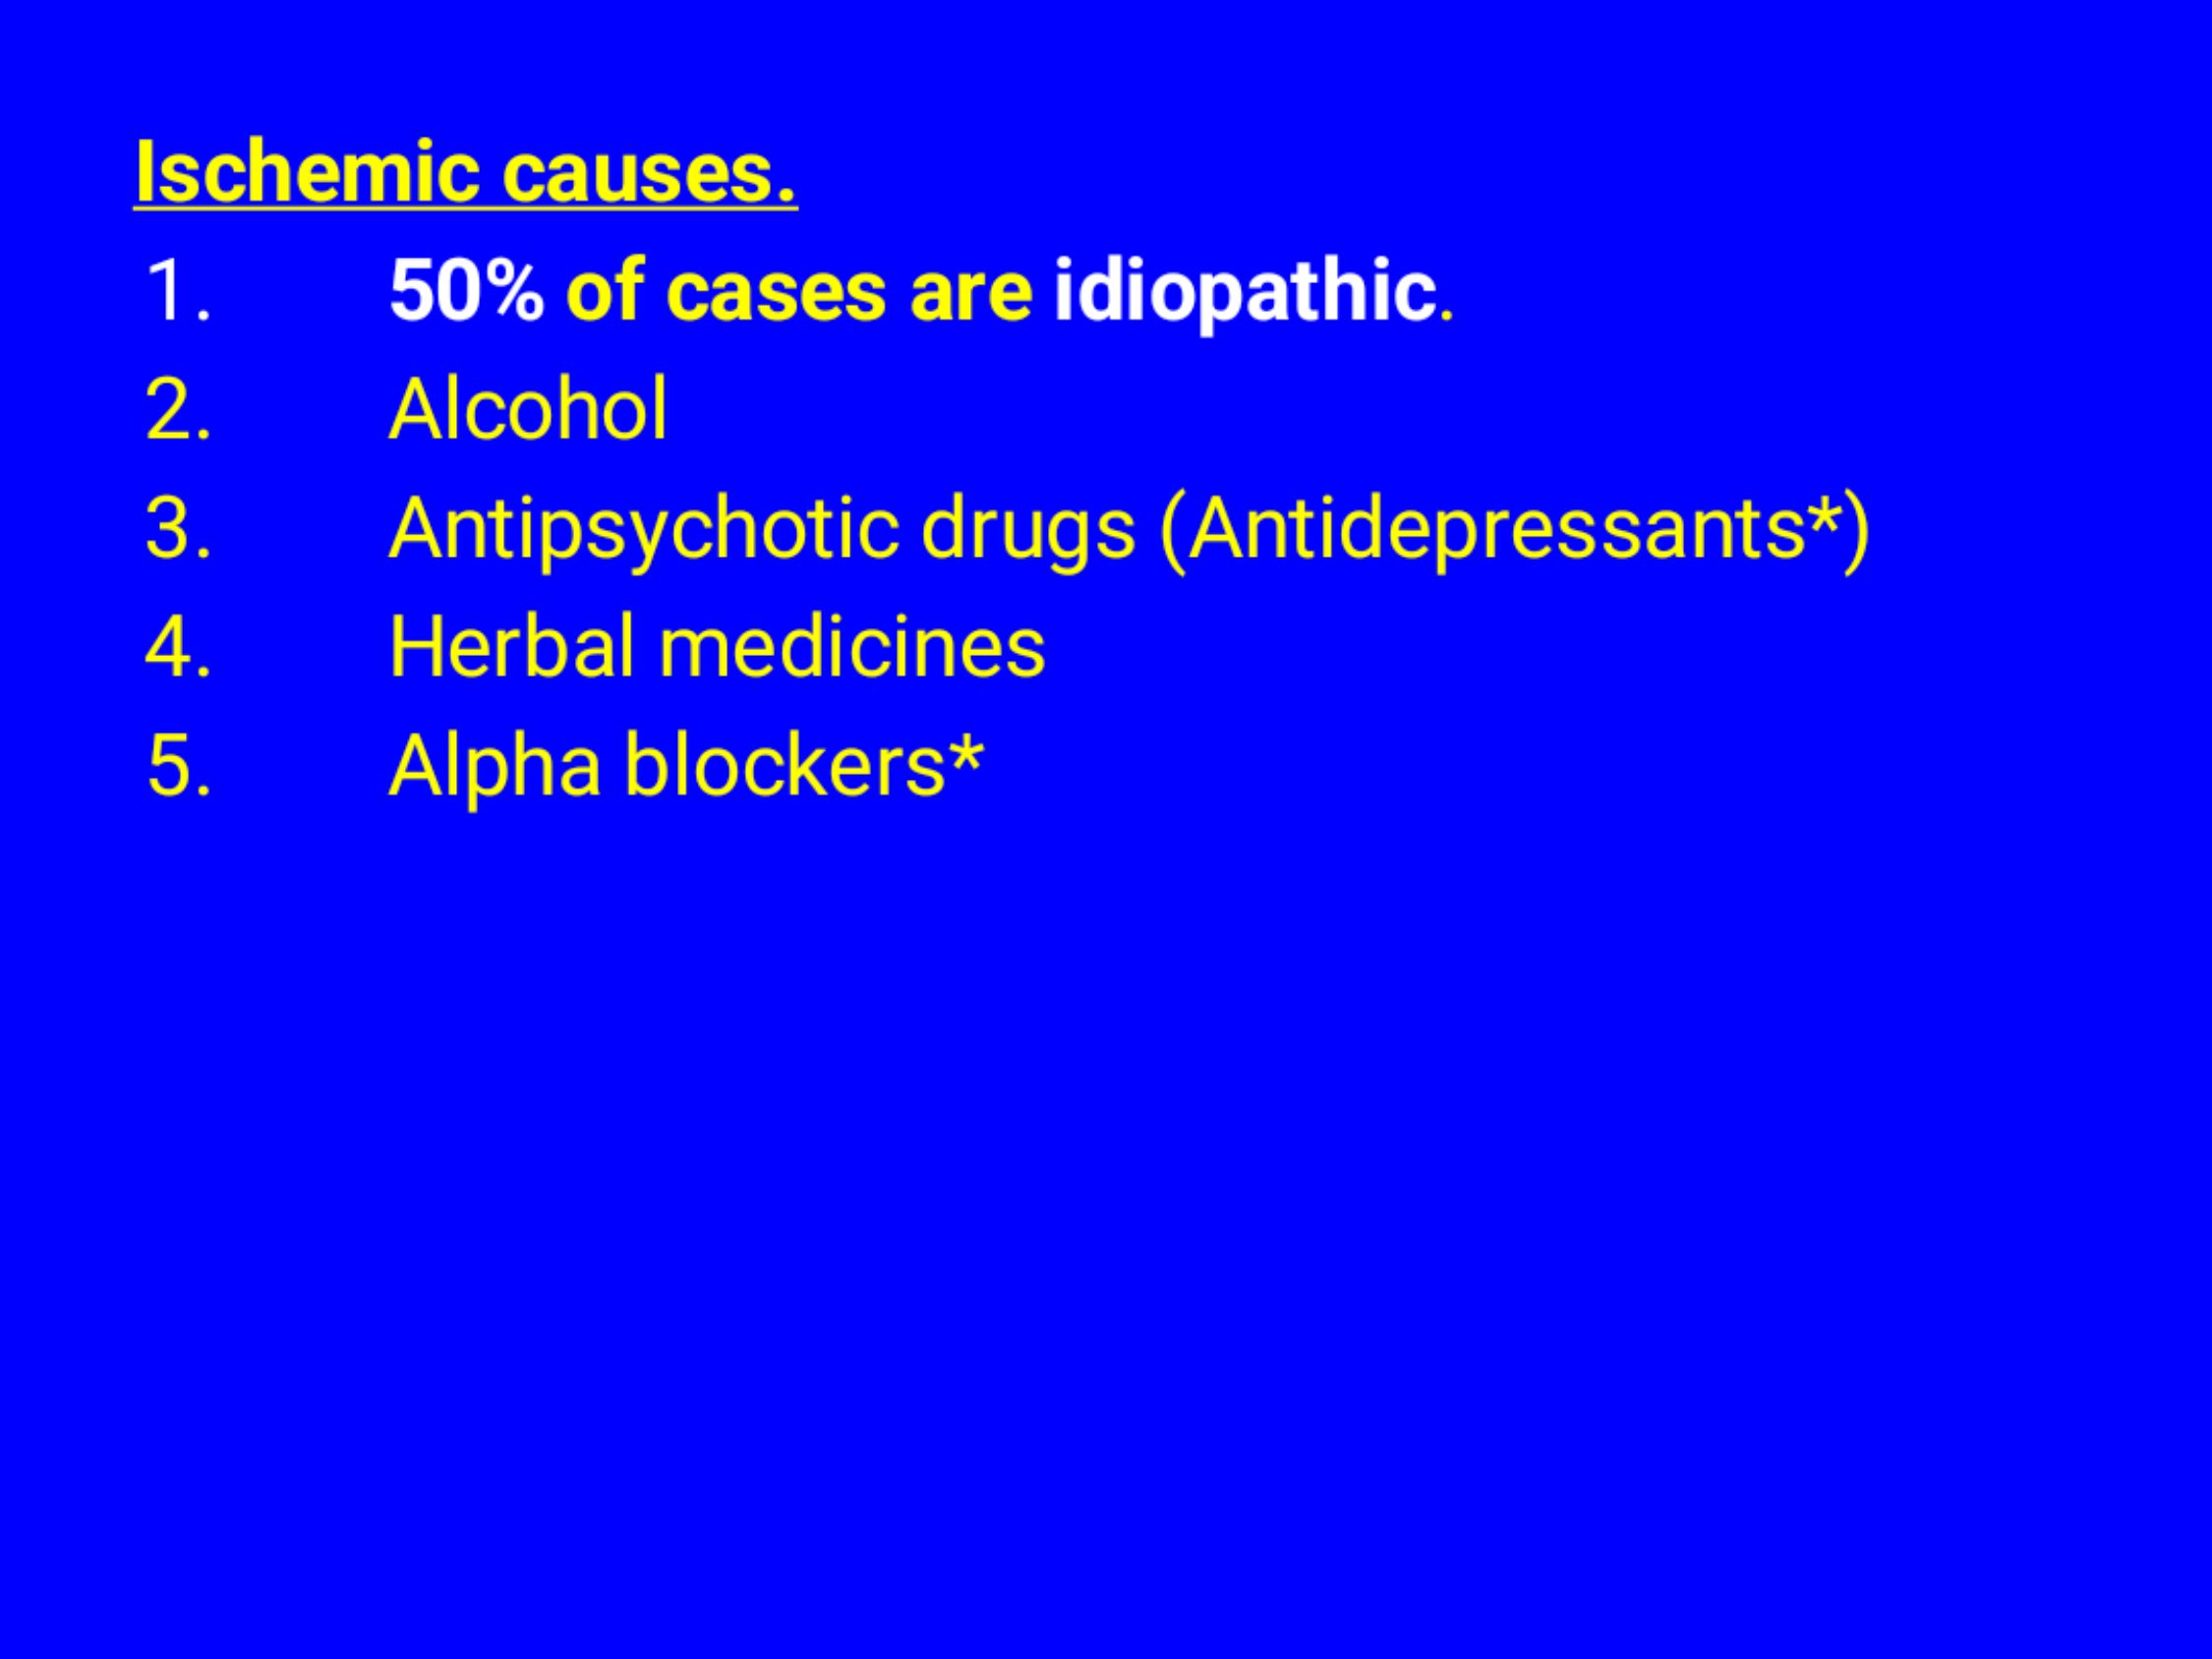 Ischemic causes.
1. 50% of cases are idiopathic.
2. Alcohol
3. Antipsychotic drugs (Antidepressants*)
4. Herbal medicines
5. Alpha blockers*